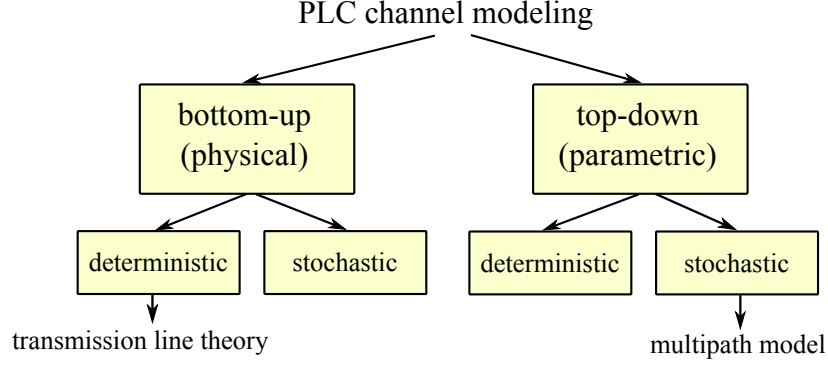 PLC channel modeling
bottom-up
(physical)
top-down
(parametric)
deterministic
stochastic
deterministic
stochastic
transmission line theory
multipath model